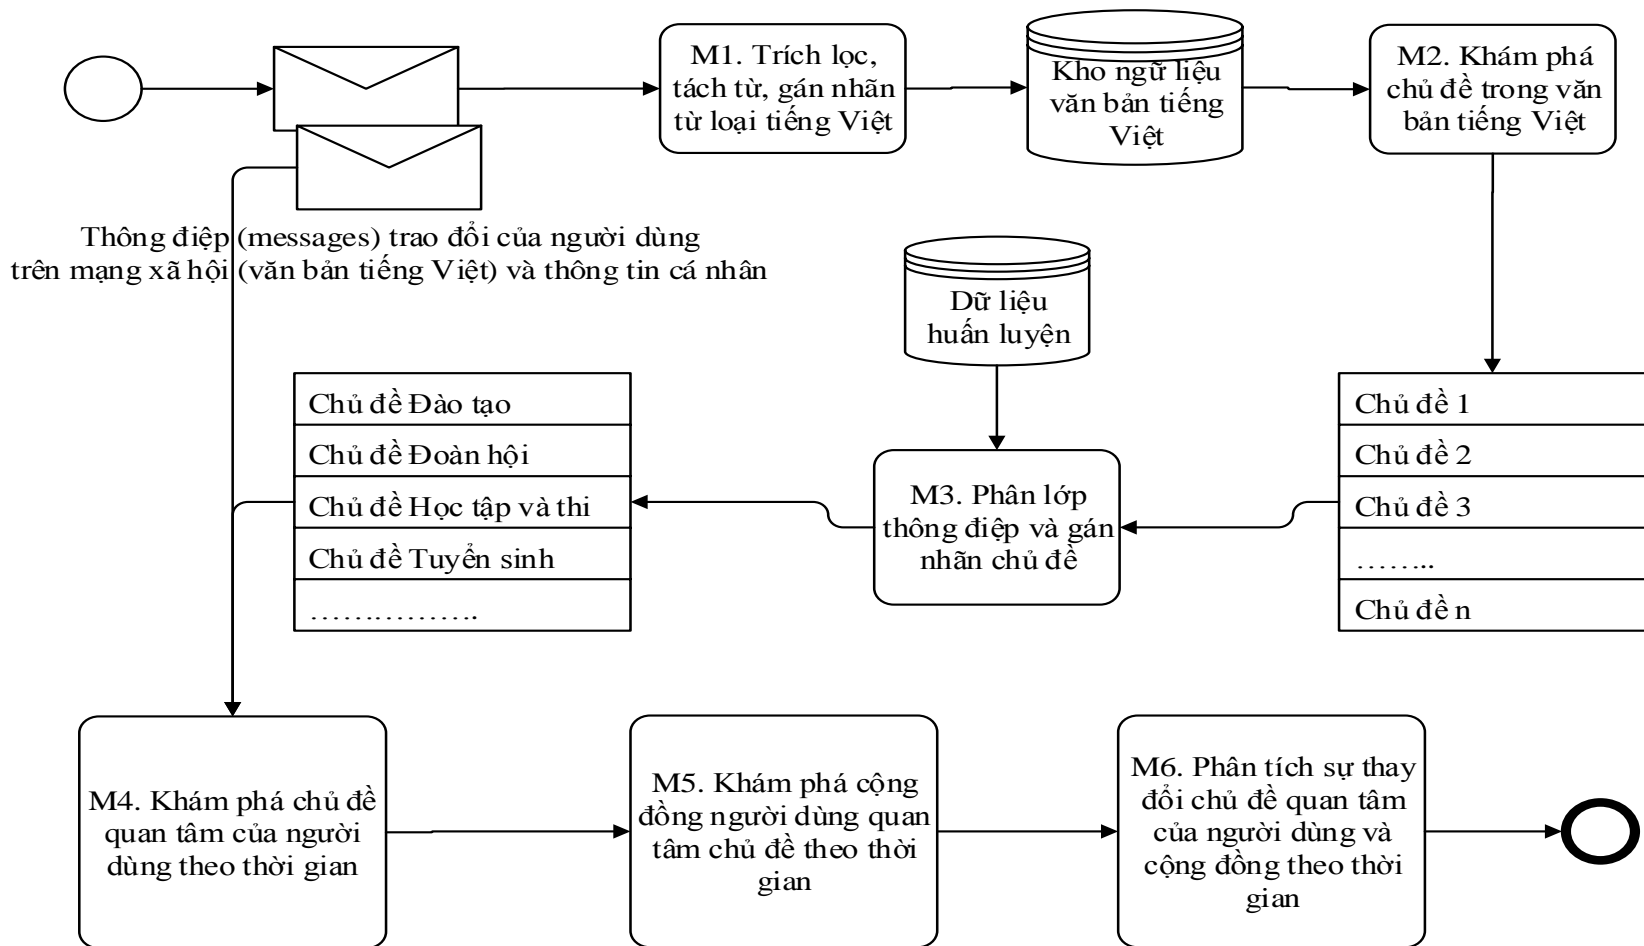 M1. Trích lọc,
tách từ, gán nhãn
từ loại tiếng Việt
Kho ngữ liệu
văn bản tiếng
Việt
M2. Khám phá
chủ đề trong văn
bản tiếng Việt
Thông điệp (messages) trao đổi của người dùng
trên mạng xã hội (văn bản tiếng Việt) và thông tin cá nhân
Dữ liệu
huấn luyện
Chủ đề Đào tạo
Chủ đề Đoàn hội
Chủ đề Học tập và thi
Chủ đề Tuyển sinh
……………….
M3. Phân lớp
thông điệp và gán
nhãn chủ đề
Chủ đề 1
Chủ đề 2
Chủ đề 3
……..
Chủ đề n
M4. Khám phá chủ đề
quan tâm của người
dùng theo thời gian
M5. Khám phá cộng
đồng người dùng quan
tâm chủ đề theo thời
gian
M6. Phân tích sự thay
đổi chủ đề quan tâm
của người dùng và
cộng đồng theo thời
gian